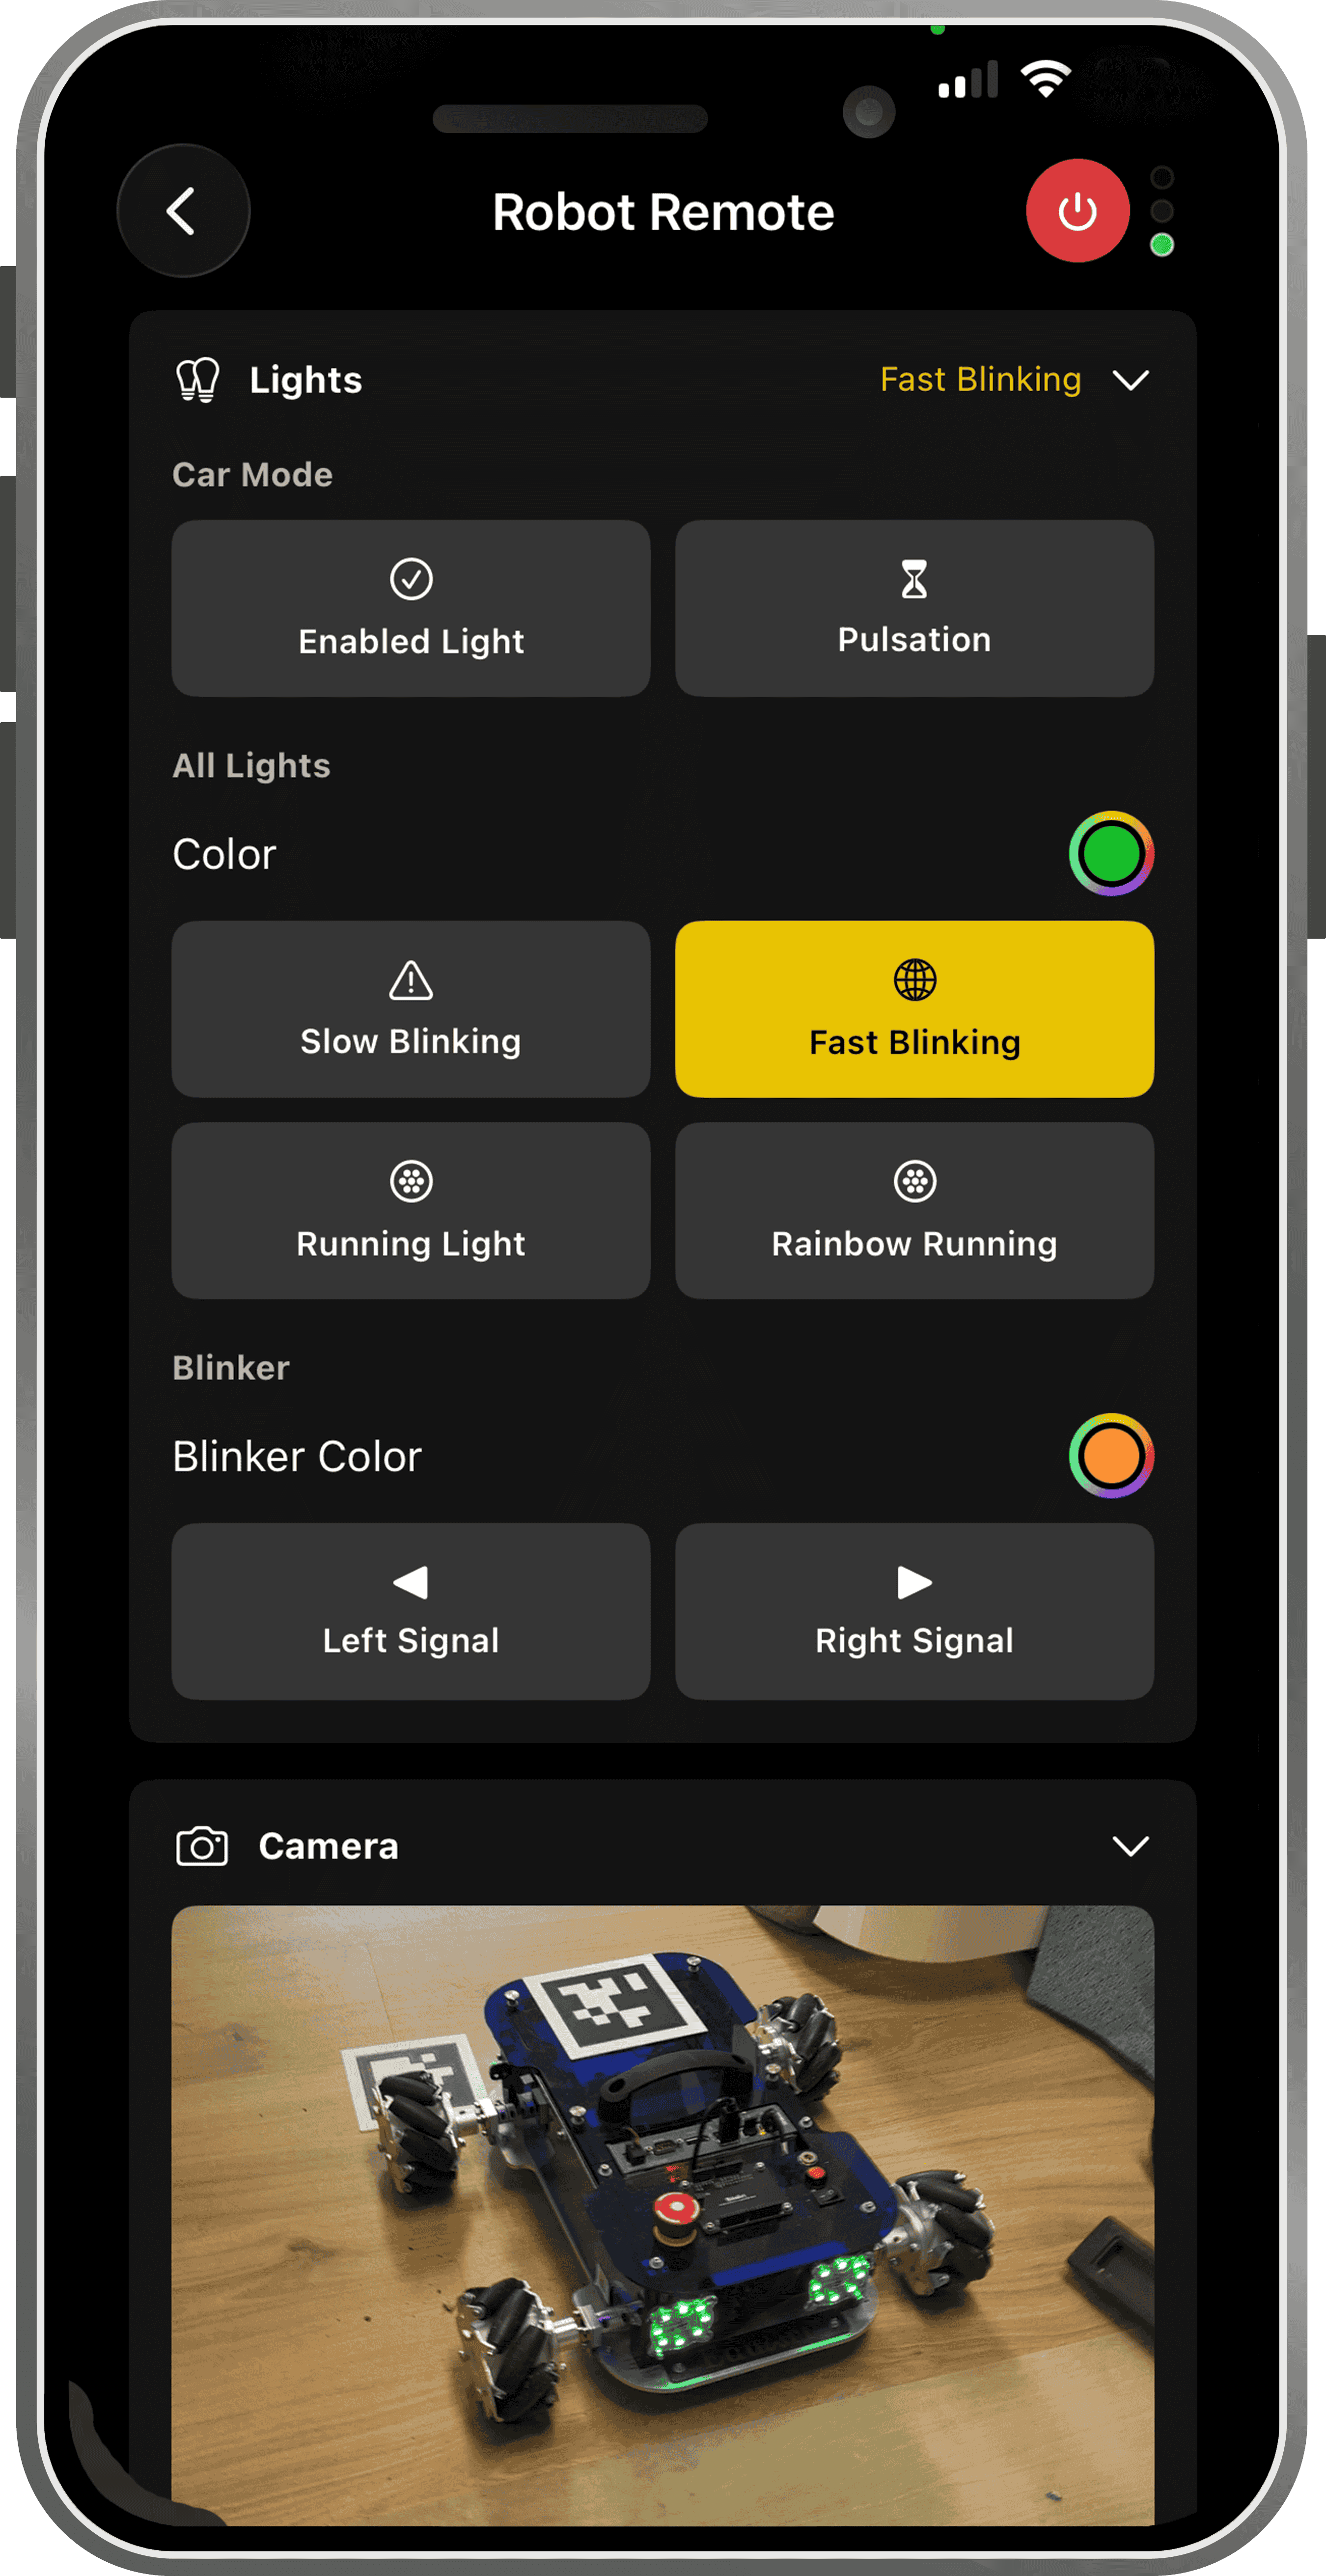 Robot Remote
Lights
Fast Blinking
Car Mode
Enabled Light
Pulsation
All Lights
Color
Slow Blinking
Fast Blinking
Running Light
Rainbow Running
Blinker
Blinker Color
Left Signal
Right Signal
Camera